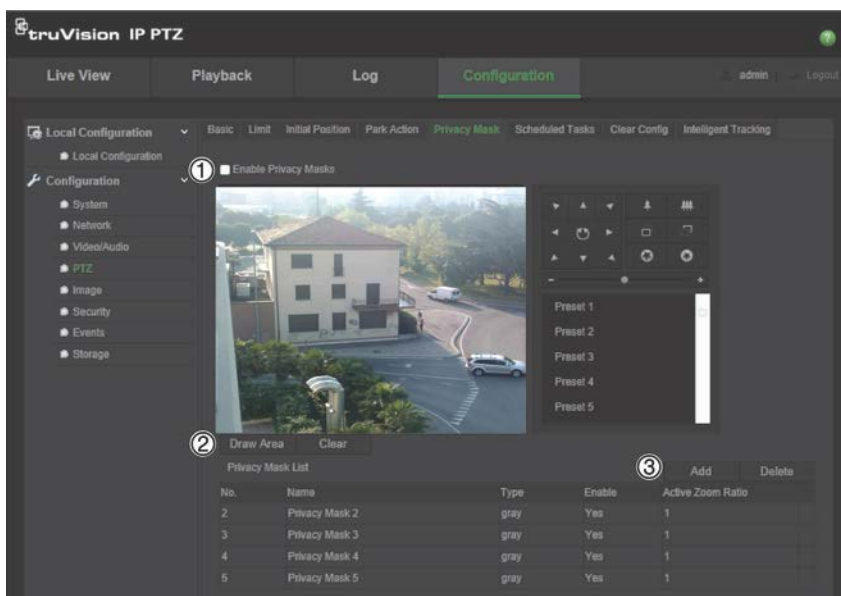 truVision IP PTZ
?
Live View Playback Log Configuration admin Logout
Local Configuration
Local Configuration
Configuration
System
Network
Video/Audio
PTZ
Image
Security
Events
Storage
Basic Limit Initial Position Park Action Privacy Mask Scheduled Tasks Clear Config Intelligent Tracking
① Enable Privacy Masks
Preset 1
Preset 2
Preset 3
Preset 4
Preset 5
② Draw Area Clear
Privacy Mask List
③ Add Delete
No. Name Type Enable Active Zoom Ratio
2 Privacy Mask 2 gray Yes 1
3 Privacy Mask 3 gray Yes 1
4 Privacy Mask 4 gray Yes 1
5 Privacy Mask 5 gray Yes 1